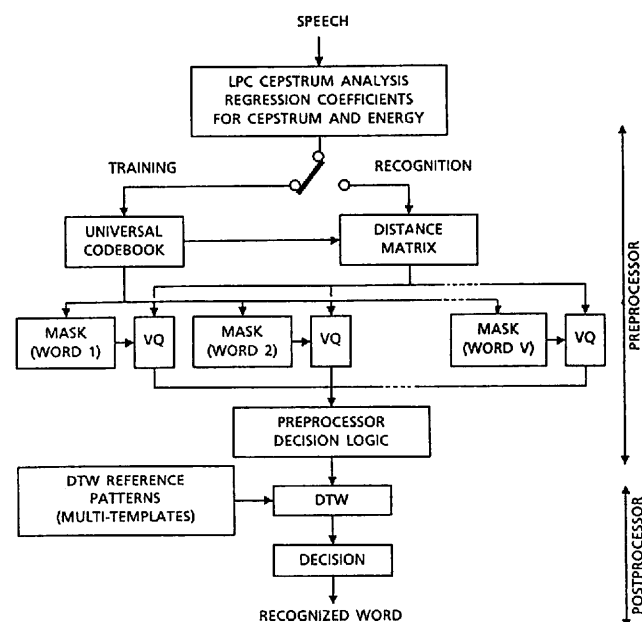 SPEECH
LPC CEPSTRUM ANALYSIS
REGRESSION COEFFICIENTS
FOR CEPSTRUM AND ENERGY
TRAINING
RECOGNITION
UNIVERSAL
CODEBOOK
DISTANCE
MATRIX
MASK
(WORD 1)
VQ
MASK
(WORD 2)
VQ
MASK
(WORD V)
VQ
PREPROCESSOR
PREPROCESSOR
DECISION LOGIC
DTW REFERENCE
PATTERNS
(MULTI-TEMPLATES)
DTW
DECISION
POSTPROCESSOR
RECOGNIZED WORD